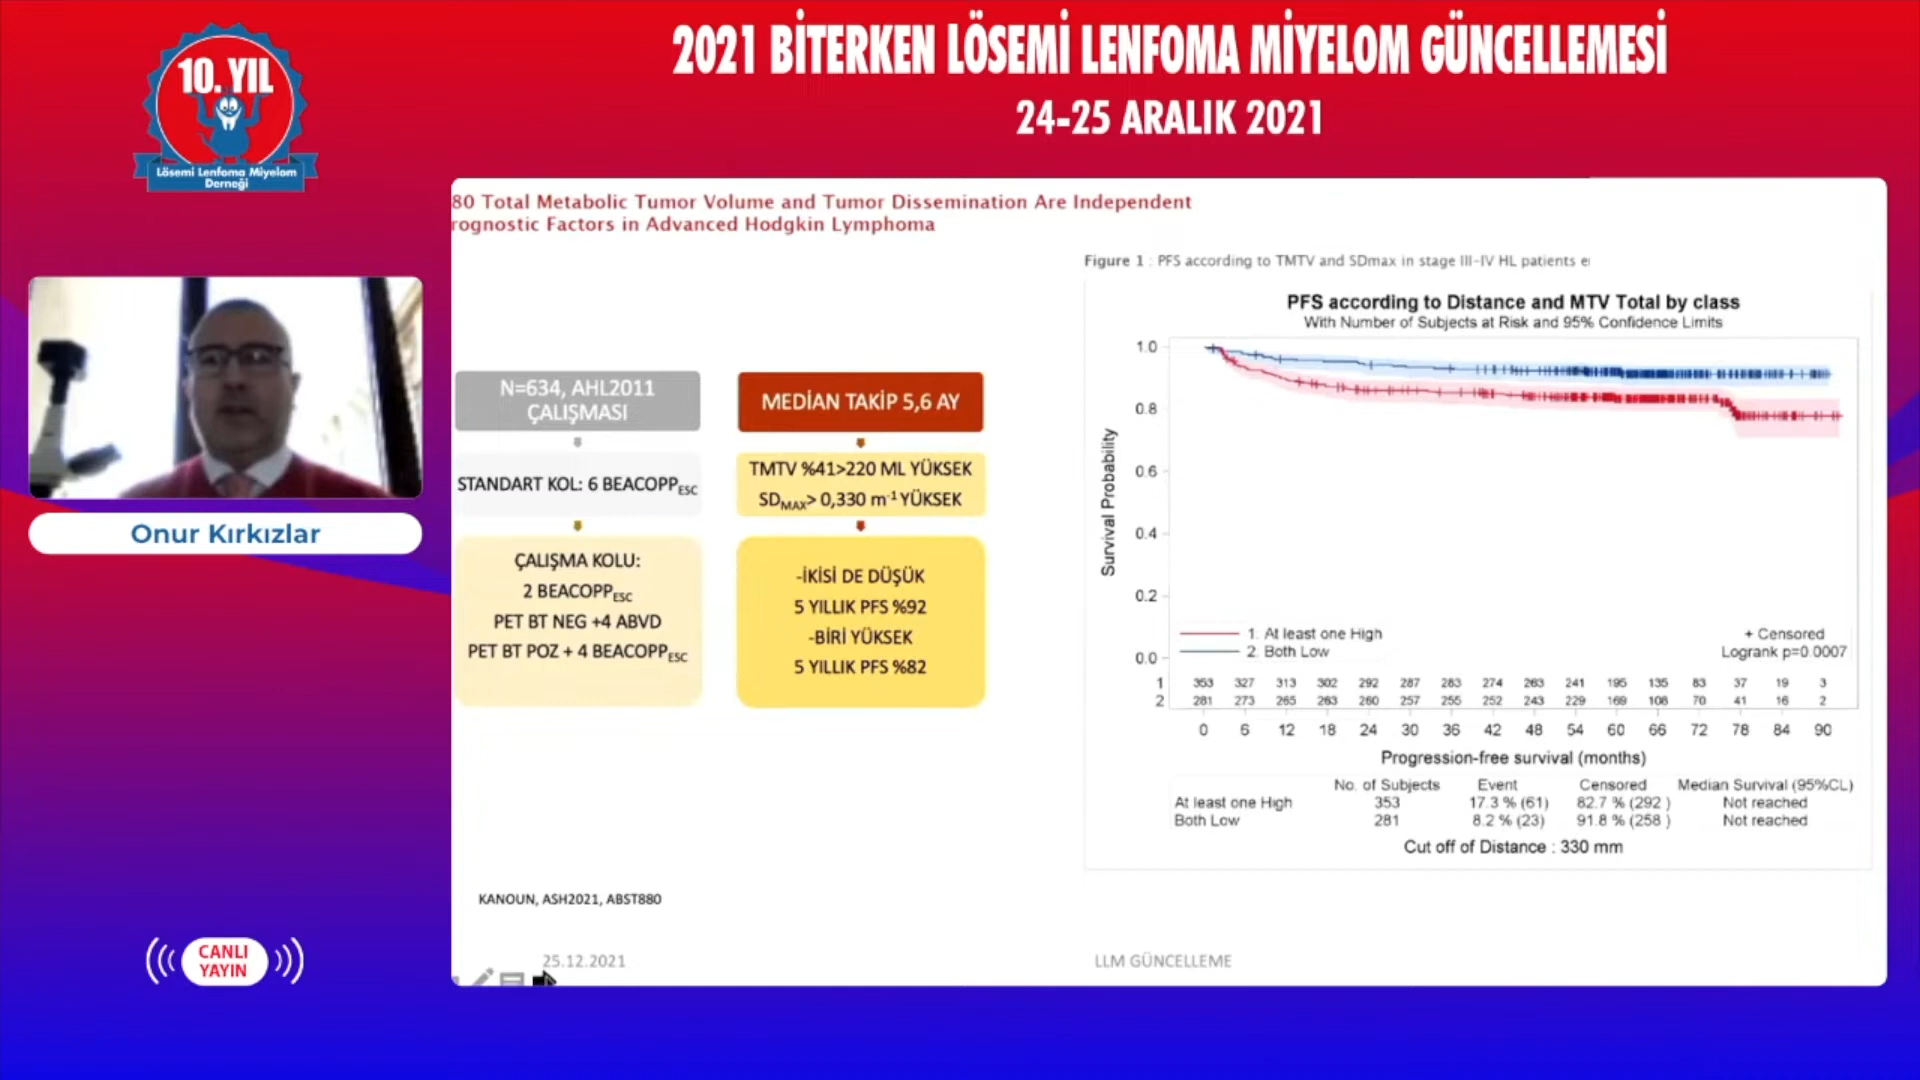 10. YIL
Lösemi Lenfoma Miyelom
Derneği
2021 BİTERKEN LÖSEMİ LENFOMA MİYELOM GÜNCELLEMESİ
24-25 ARALIK 2021
Onur Kırkızlar
CANLI
YAYIN
80 Total Metabolic Tumor Volume and Tumor Dissemination Are Independent
rognostic Factors in Advanced Hodgkin Lymphoma
N=634, AHL2011
ÇALIŞMASI
STANDART KOL: 6 BEACOPPESC
ÇALIŞMA KOLU:
2 BEACOPPESC
PET BT NEG +4 ABVD
PET BT POZ + 4 BEACOPPESC
MEDİAN TAKİP 5,6 AY
TMTV %41>220 ML YÜKSEK
SDMAX> 0,330 m-1 YÜKSEK
-İKİSİ DE DÜŞÜK
5 YILLIK PFS %92
-BİRİ YÜKSEK
5 YILLIK PFS %82
Figure 1 : PFS according to TMTV and SDmax in stage III-IV HL patients e
PFS according to Distance and MTV Total by class
With Number of Subjects at Risk and 95% Confidence Limits
Survival Probability
1.0
0.8
0.6
0.4
0.2
0.0
1. At least one High
2. Both Low
+ Censored
Logrank p=0.0007
1 353 327 313 302 292 287 283 274 263 241 195 135 83 37 19 3
2 281 273 265 263 260 257 255 252 243 229 169 108 70 41 16 2
0 6 12 18 24 30 36 42 48 54 60 66 72 78 84 90
Progression-free survival (months)
No. of Subjects Event Censored Median Survival (95%CL)
At least one High 353 17.3 % (61) 82.7 % (292 ) Not reached
Both Low 281 8.2 % (23) 91.8 % (258 ) Not reached
Cut off of Distance : 330 mm
KANOUN, ASH2021, ABST880
25.12.2021
LLM GÜNCELLEME